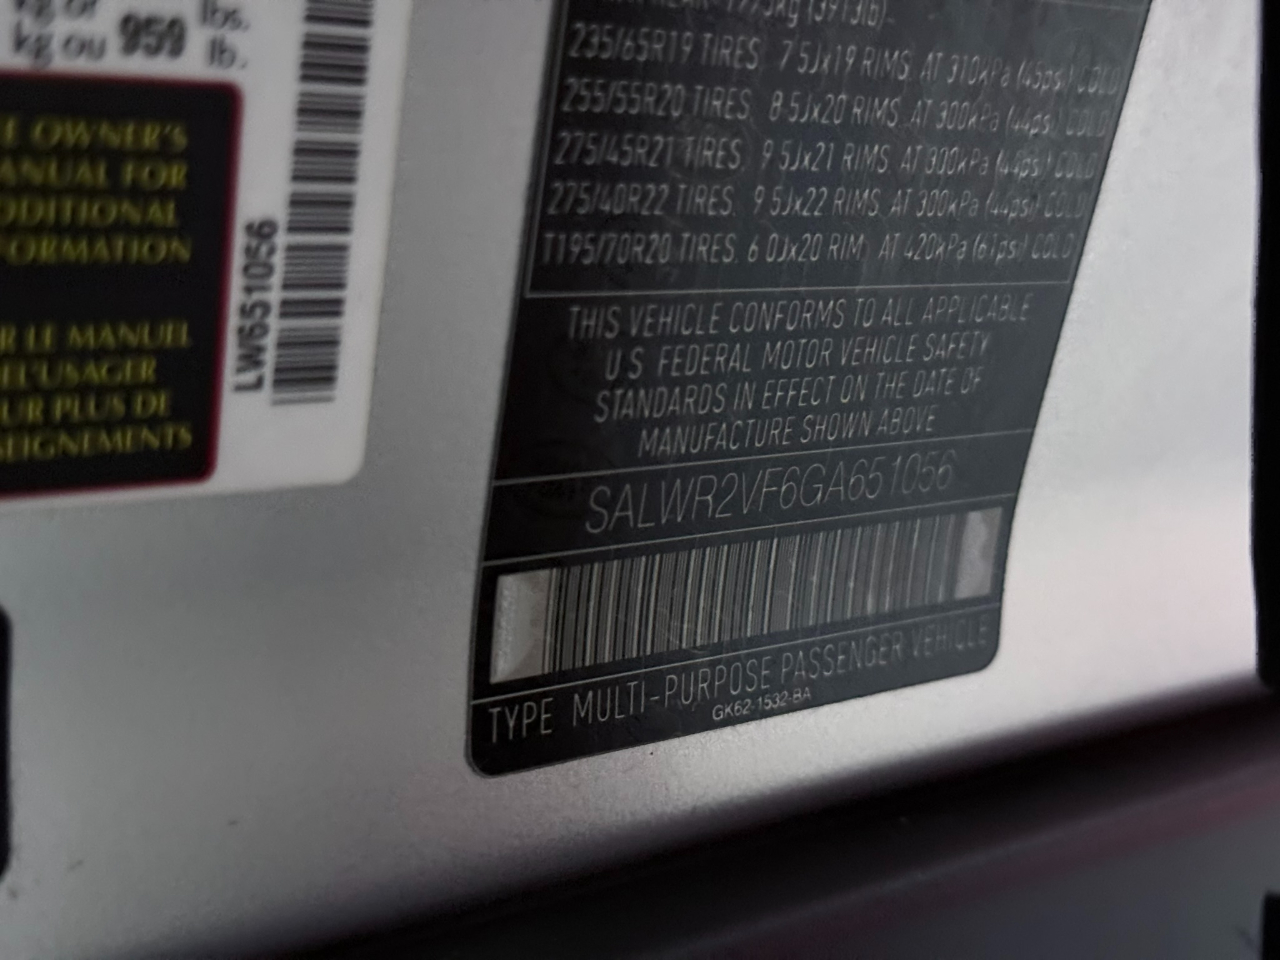 kg or lbs.
kg ou 959 lb.
E OWNER'S
ANUAL FOR
DDITIONAL
FORMATION
R LE MANUEL
EL'USAGER
UR PLUS DE
SEIGNEMENTS
LW651056
235/65R19 TIRES 7.5Jx19 RIMS AT 310kPa (45psi) COLD
255/55R20 TIRES 8.5Jx20 RIMS AT 300kPa (44psi) COLD
275/45R21 TIRES 9.5Jx21 RIMS AT 300kPa (44psi) COLD
275/40R22 TIRES 9.5Jx22 RIMS AT 300kPa (44psi) COLD
T195/70R20 TIRES 6.0Jx20 RIM AT 420kPa (61psi) COLD
THIS VEHICLE CONFORMS TO ALL APPLICABLE
U.S. FEDERAL MOTOR VEHICLE SAFETY
STANDARDS IN EFFECT ON THE DATE OF
MANUFACTURE SHOWN ABOVE
SALWR2VF6GA651056
TYPE MULTI-PURPOSE PASSENGER VEHICLE
GK62-1532-BA